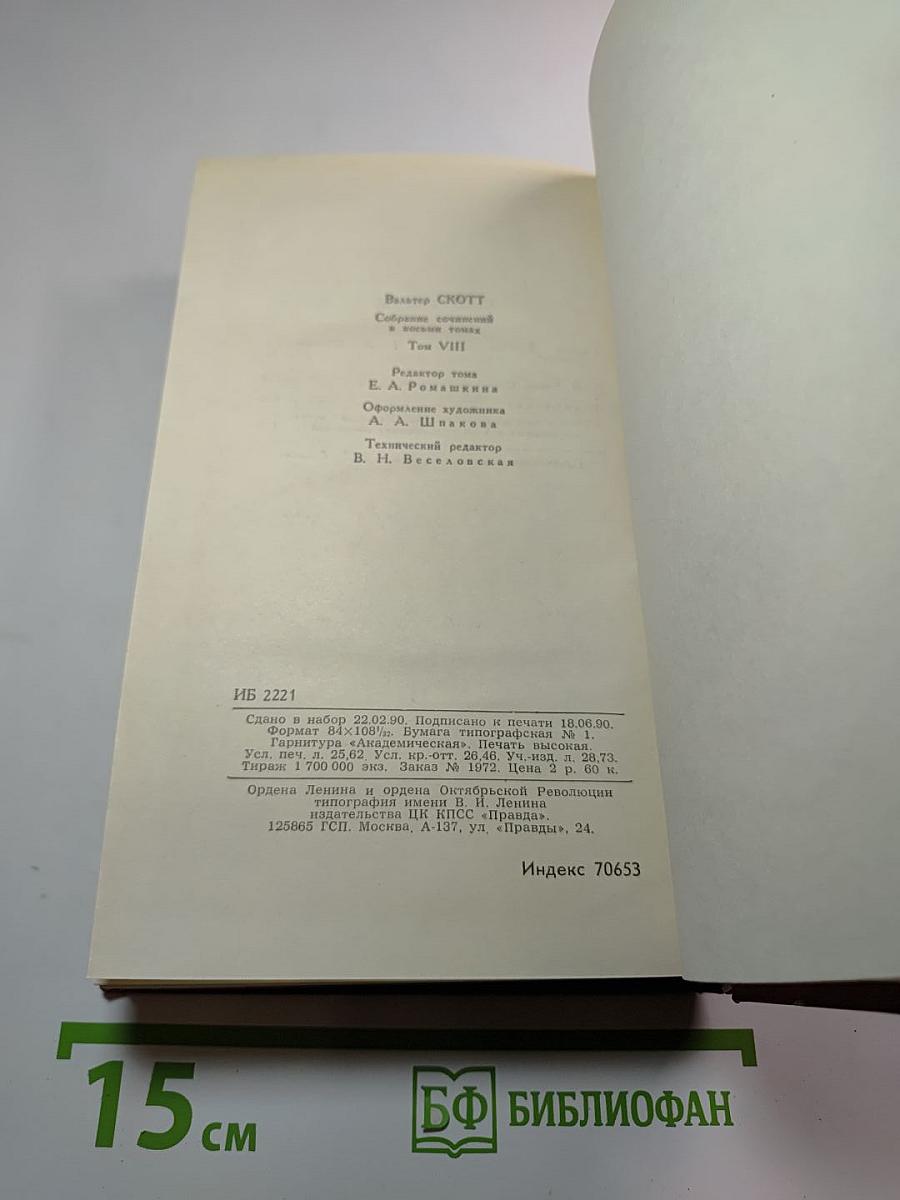 Вальтер СКОТТ
Собрание сочинений
в восьми томах
Том VIII
Редактор тома
Е. А. Ромашкина
Оформление художника
А. А. Шпакова
Технический редактор
В. Н. Веселовская
ИБ 2221
Сдано в набор 22.02.90. Подписано к печати 18.06.90.
Формат 84×108¹/₃₂. Бумага типографская № 1.
Гарнитура «Академическая». Печать высокая.
Усл. печ. л. 25,62. Усл. кр.-отт. 26,46. Уч.-изд. л. 28,73.
Тираж 1 700 000 экз. Заказ № 1972. Цена 2 р. 60 к.
Ордена Ленина и ордена Октябрьской Революции
типография имени В. И. Ленина
издательства ЦК КПСС «Правда».
125865 ГСП. Москва, А-137, ул. «Правды», 24.
Индекс 70653
15 см
БФ БИБЛИОФАН